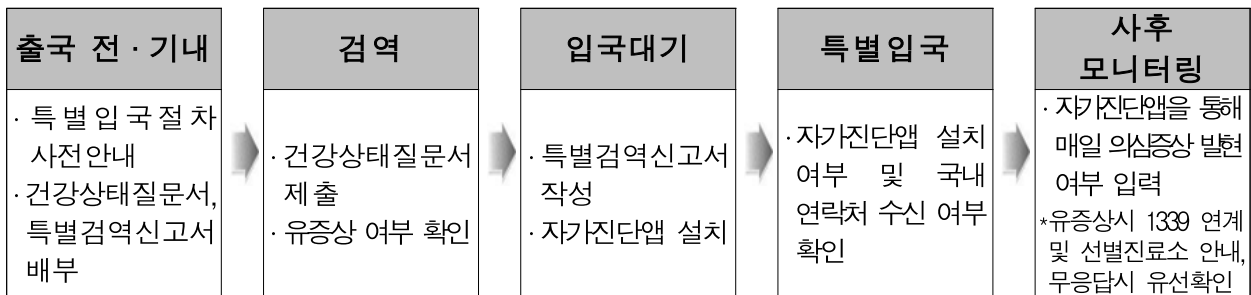 출국 전·기내
· 특별입국절차
사전안내
· 건강상태질문서,
특별검역신고서
배부
검역
· 건강상태질문서
제출
· 유증상 여부 확인
입국대기
· 특별검역신고서
작성
· 자가진단앱 설치
특별입국
· 자가진단앱 설치
여부 및 국내
연락처 수신 여부
확인
사후
모니터링
· 자가진단앱을 통해
매일 의심증상 발현
여부 입력
*유증상시 1339 연계
및 선별진료소 안내,
무응답시 유선확인